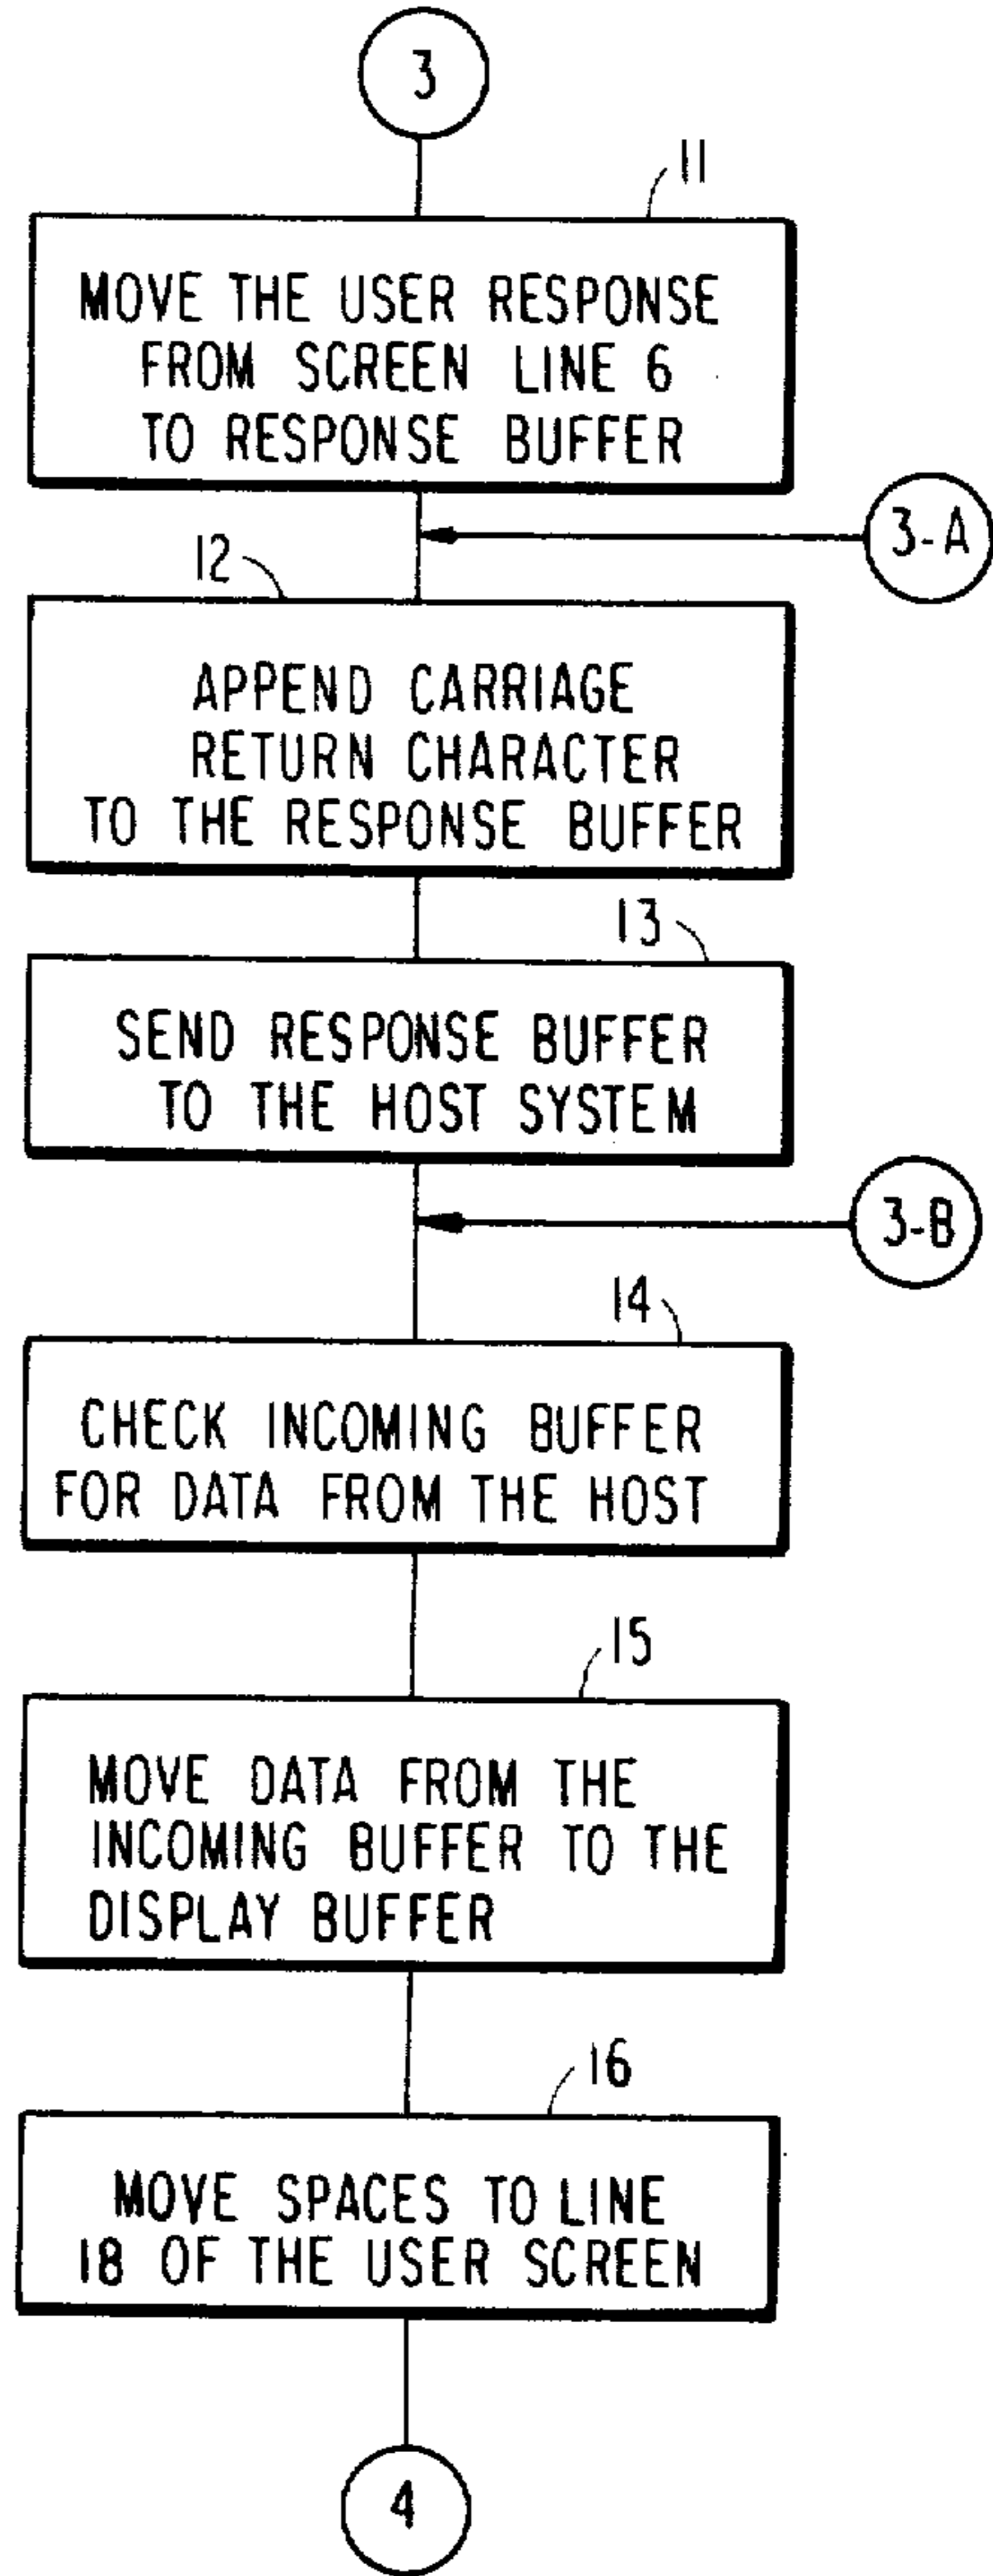 3
11
MOVE THE USER RESPONSE
FROM SCREEN LINE 6
TO RESPONSE BUFFER
3-A
12
APPEND CARRIAGE
RETURN CHARACTER
TO THE RESPONSE BUFFER
13
SEND RESPONSE BUFFER
TO THE HOST SYSTEM
3-B
14
CHECK INCOMING BUFFER
FOR DATA FROM THE HOST
15
MOVE DATA FROM THE
INCOMING BUFFER TO THE
DISPLAY BUFFER
16
MOVE SPACES TO LINE
18 OF THE USER SCREEN
4